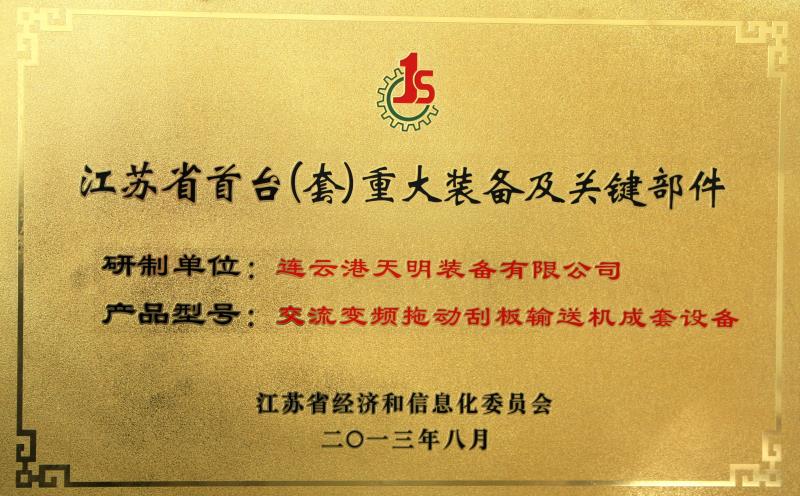 1S
江苏省首台(套)重大装备及关键部件
研制单位：连云港天明装备有限公司
产品型号：交流变频拖动刮板输送机成套设备
江苏省经济和信息化委员会
二〇一三年八月